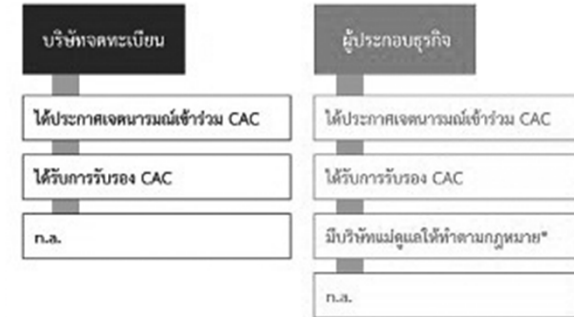 บริษัทจดทะเบียน
ได้ประกาศเจตนารมณ์เข้าร่วม CAC
ได้รับการรับรอง CAC
n.a.
ผู้ประกอบธุรกิจ
ได้ประกาศเจตนารมณ์เข้าร่วม CAC
ได้รับการรับรอง CAC
มีบริษัทแม่ดูแลให้ทำตามกฎหมาย*
n.a.